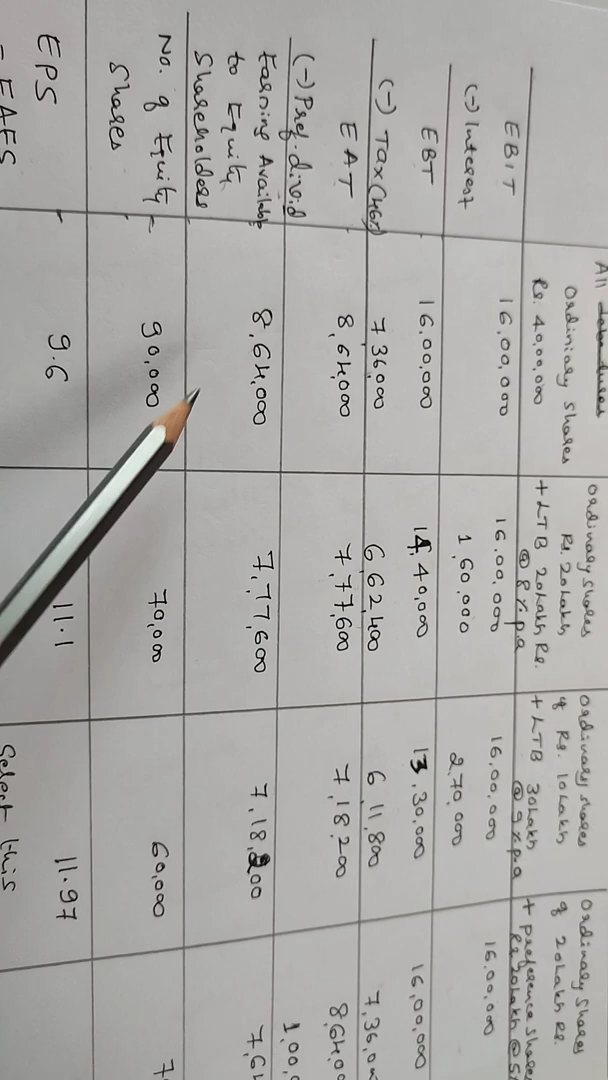 All
Ordiniary shares
Rs. 40,00,000
Ordinary shares
Rs. 20 Lakh
+ LTB 20 Lakh Rs.
@ 8 % p.a
Ordinary shares
of Rs. 10 Lakh
+ LTB 30 Lakh
@ 9 % p.a
Ordinary shares
of 20 Lakh Rs.
+ preference share
Rs. 20 Lakh @ 5
EBIT 16,00,000 16,00,000 16,00,000 16,00,000
(-) Interest 1,60,000 2,70,000
EBT 16,00,000 14,40,000 13,30,000 16,00,000
(-) Tax (46%) 7 36,000 6,62,400 6 11,800 7,36,0
EAT 8,64,000 7,77,600 7,18,200 8,64,00
(-) Pref. divid 1,00,
Earning Available
to Equity
Shareholders
8,64,000 7,77,600 7,18,200 7,64
No. of Equity
shares
90,000 70,000 60,000 7
EPS 9.6 11.1 11.97
= EAES
Select this